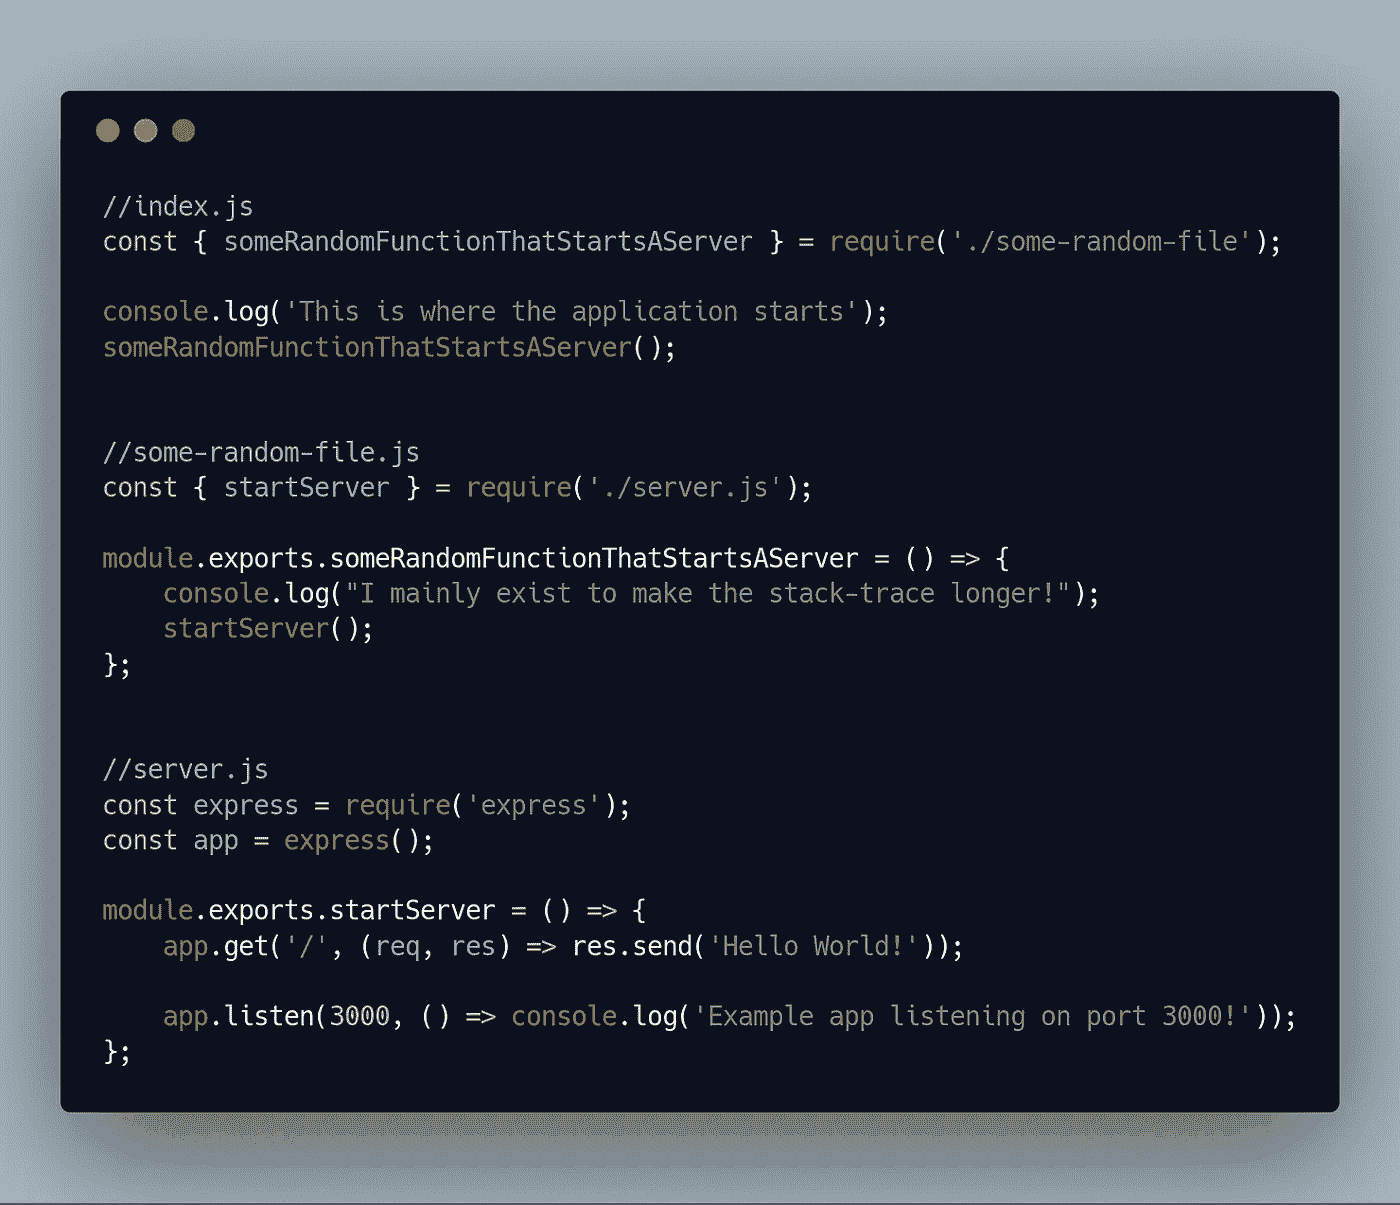 //index.js
const { someRandomFunctionThatStartsAServer } = require('./some-random-file');
console.log('This is where the application starts');
someRandomFunctionThatStartsAServer();
//some-random-file.js
const { startServer } = require('./server.js');
module.exports.someRandomFunctionThatStartsAServer = () => {
    console.log("I mainly exist to make the stack-trace longer!");
    startServer();
};
//server.js
const express = require('express');
const app = express();
module.exports.startServer = () => {
    app.get('/', (req, res) => res.send('Hello World!'));
    app.listen(3000, () => console.log('Example app listening on port 3000!'));
};